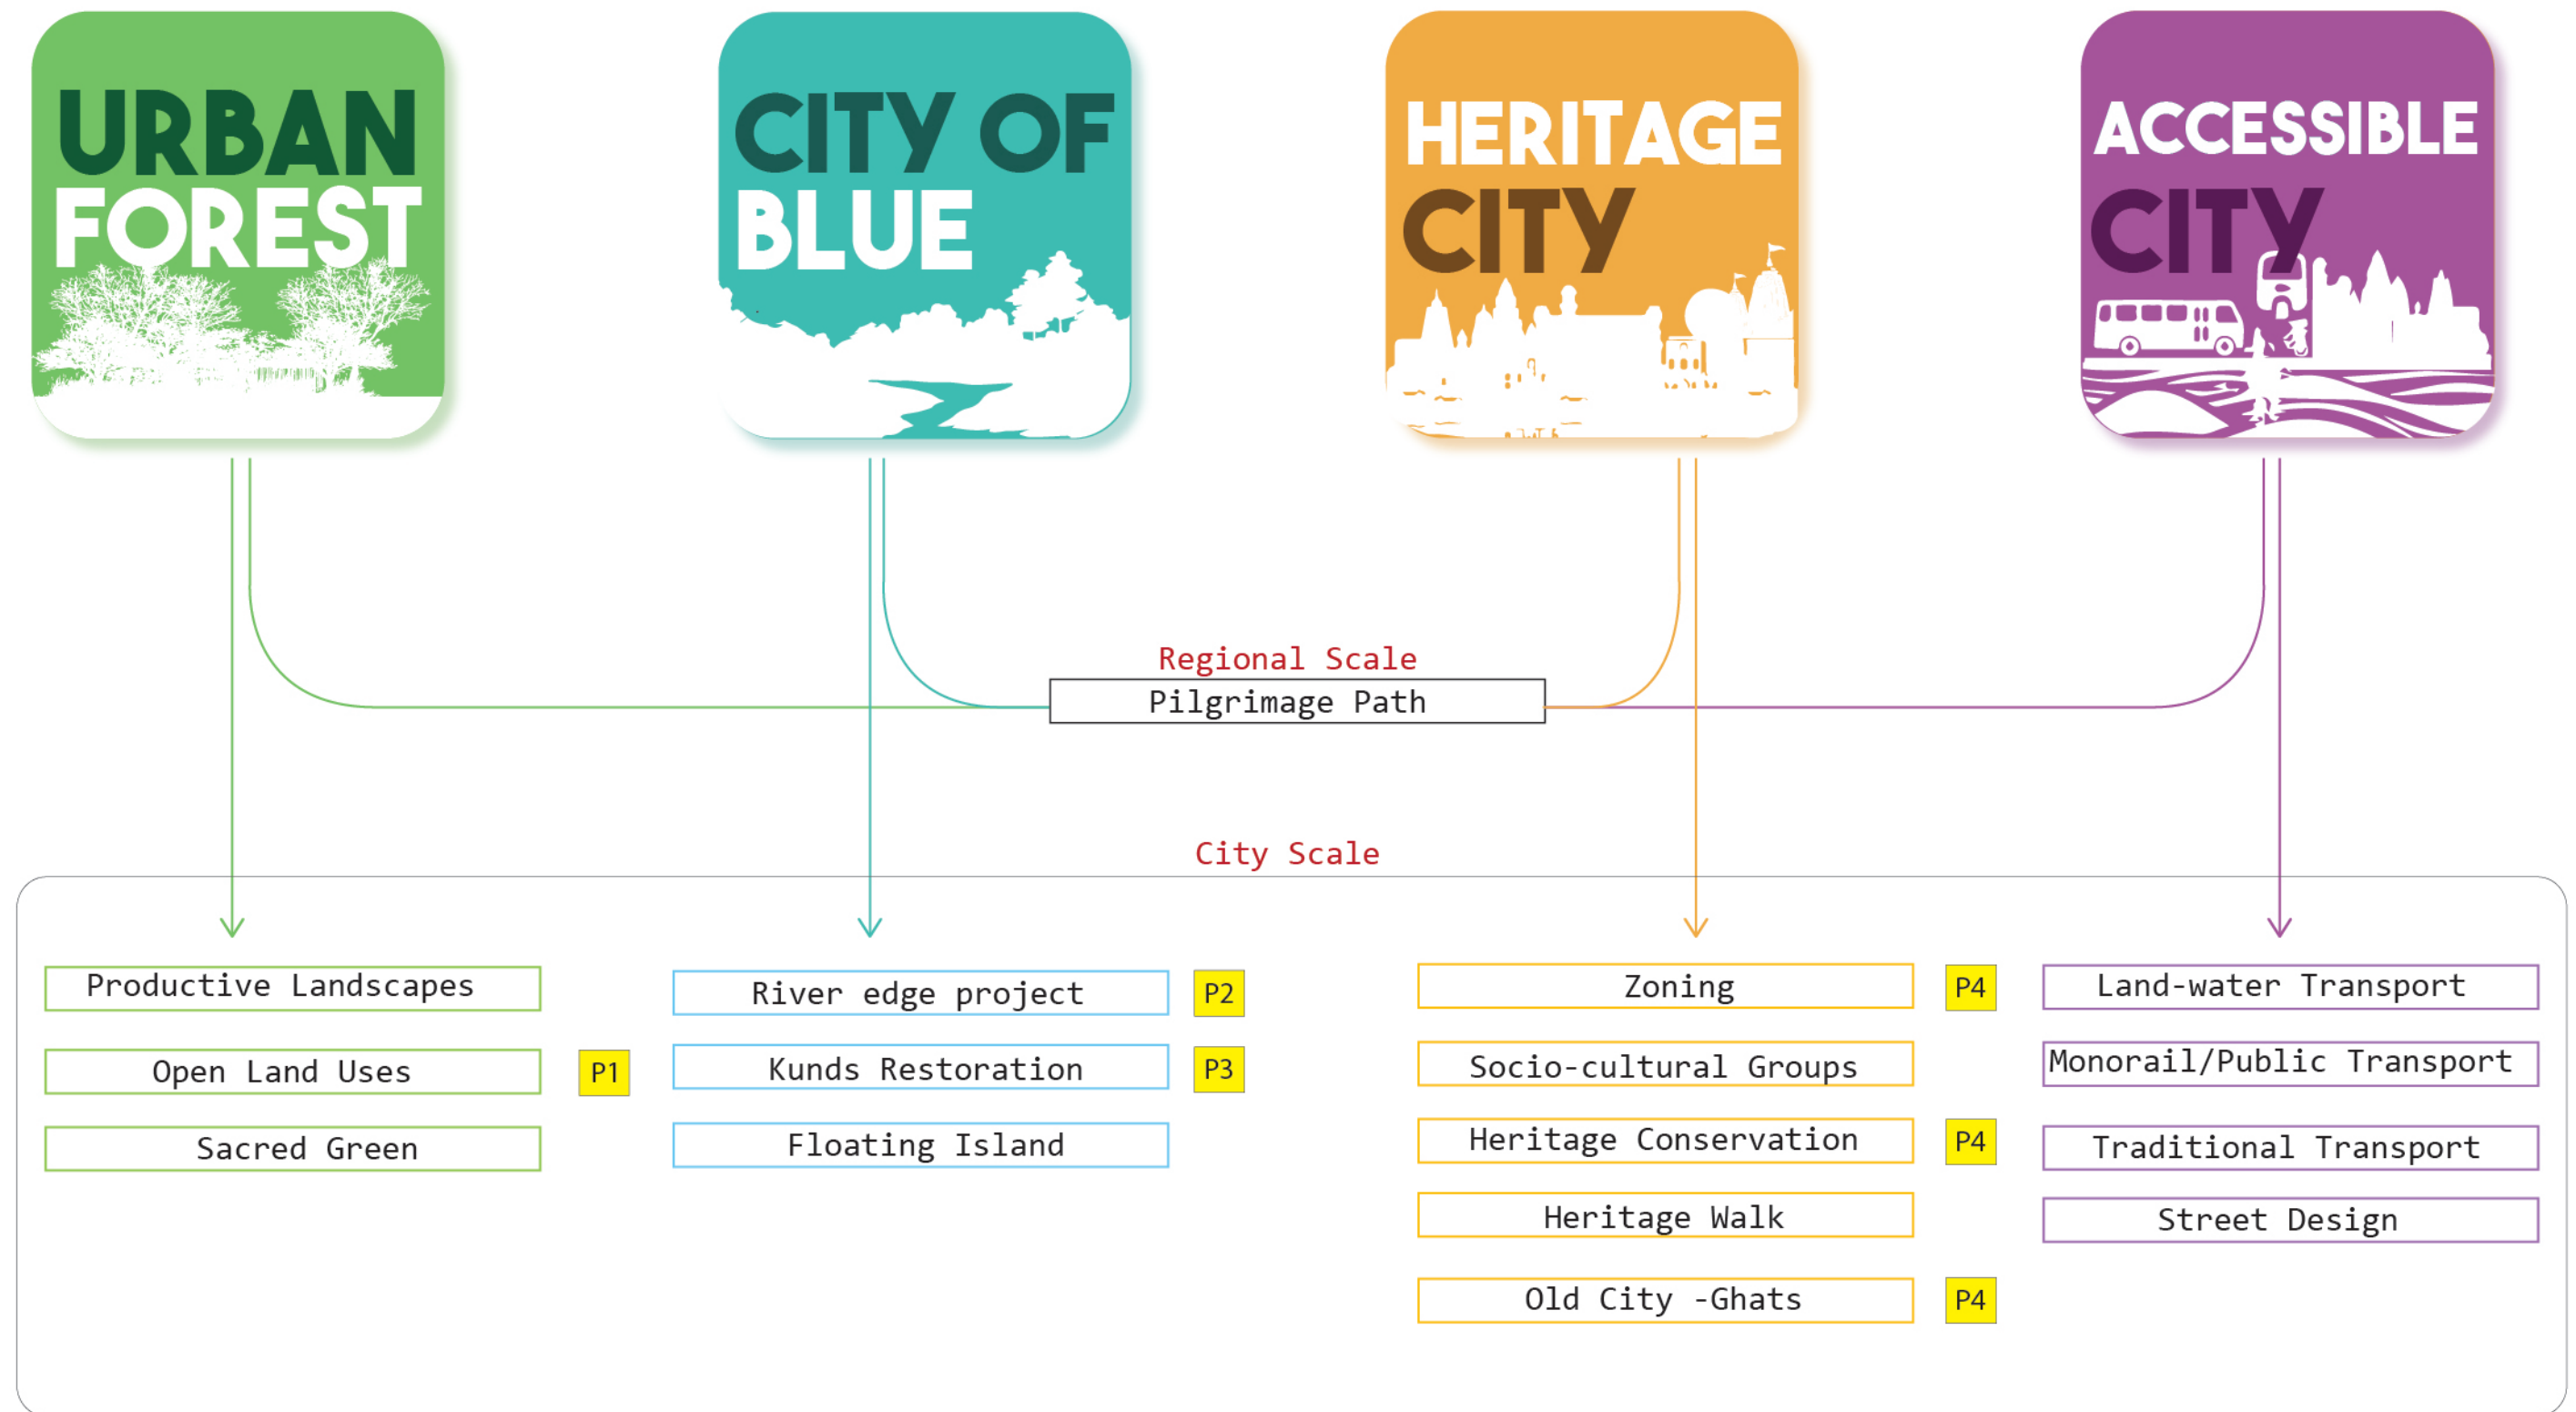 URBAN
FOREST
CITY OF
BLUE
HERITAGE
CITY
ACCESSIBLE
CITY
Regional Scale
Pilgrimage Path
City Scale
Productive Landscapes
Open Land Uses
P1
Sacred Green
River edge project
P2
Kunds Restoration
P3
Floating Island
Zoning
P4
Socio-cultural Groups
Heritage Conservation
P4
Heritage Walk
Old City -Ghats
P4
Land-water Transport
Monorail/Public Transport
Traditional Transport
Street Design